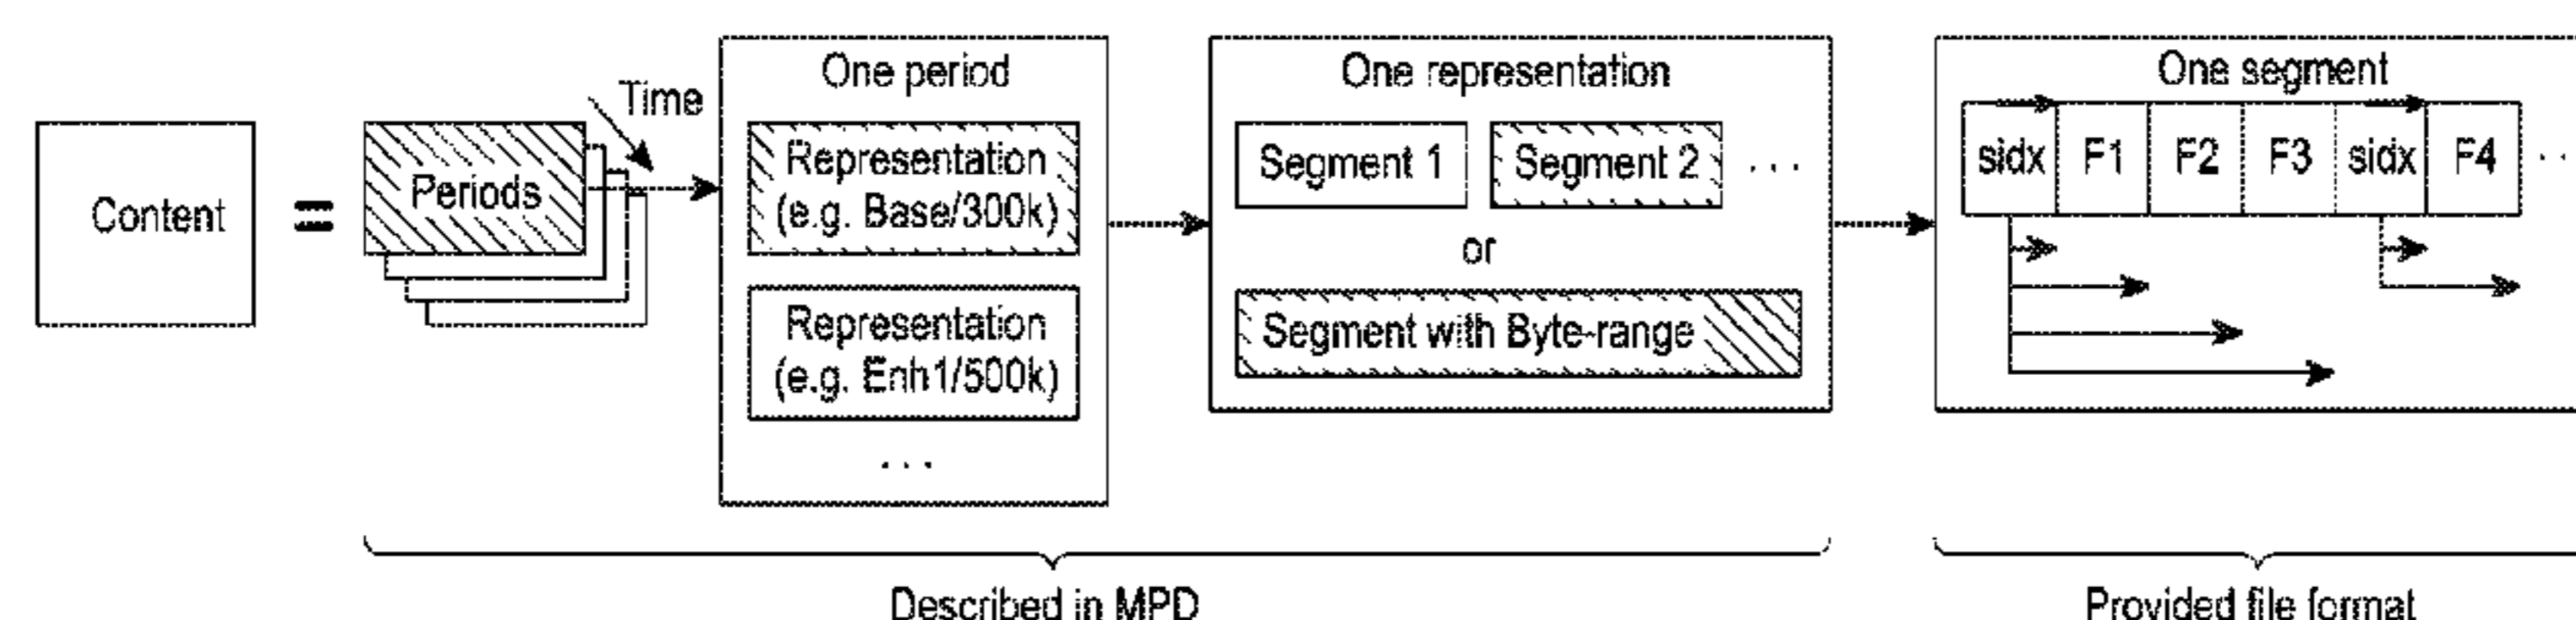 Content
=
Periods
Time
One period
Representation
(e.g. Base/300k)
Representation
(e.g. Enh1/500k)
...
One representation
Segment 1
Segment 2
...
or
Segment with Byte-range
One segment
sidx F1 F2 F3 sidx F4 ...
Described in MPD
Provided file format